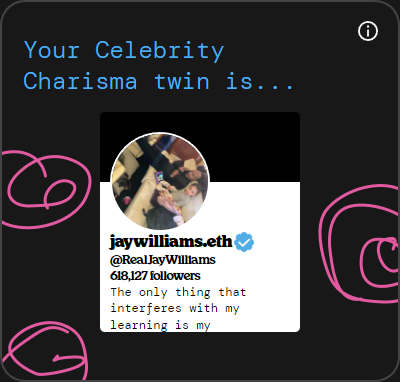 Your Celebrity
Charisma twin is...
jaywilliams.eth
@RealJayWilliams
618,127 followers
The only thing that
interferes with my
learning is my